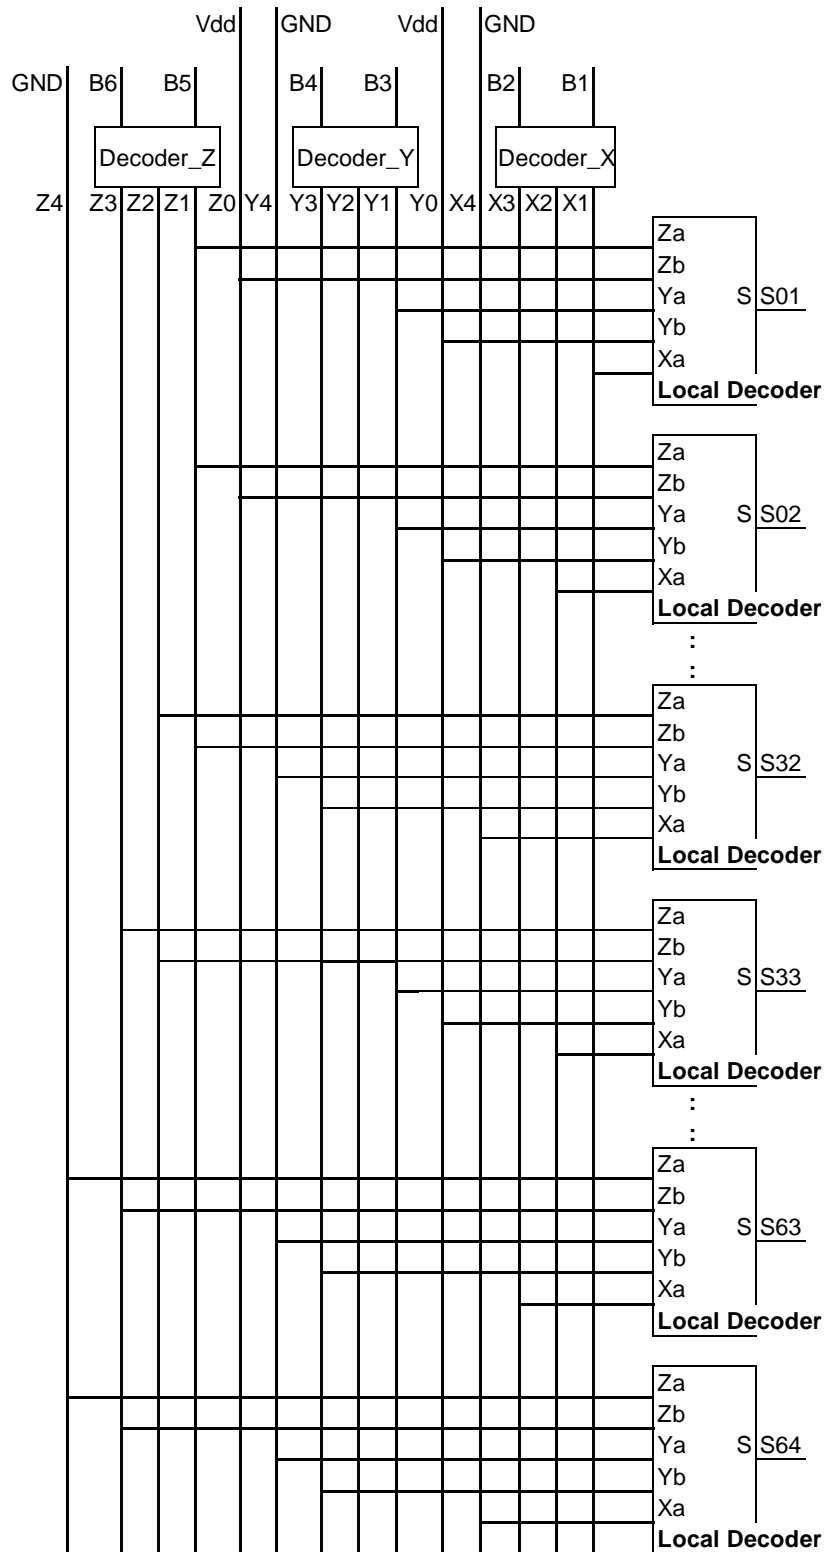 Vdd GND Vdd GND
GND B6 B5 B4 B3 B2 B1
Decoder_Z Decoder_Y Decoder_X
Z4 Z3 Z2 Z1 Z0 Y4 Y3 Y2 Y1 Y0 X4 X3 X2 X1
Za
Zb
Ya S S01
Yb
Xa
Local Decoder
Za
Zb
Ya S S02
Yb
Xa
Local Decoder
:
:
Za
Zb
Ya S S32
Yb
Xa
Local Decoder
Za
Zb
Ya S S33
Yb
Xa
Local Decoder
:
:
Za
Zb
Ya S S63
Yb
Xa
Local Decoder
Za
Zb
Ya S S64
Yb
Xa
Local Decoder